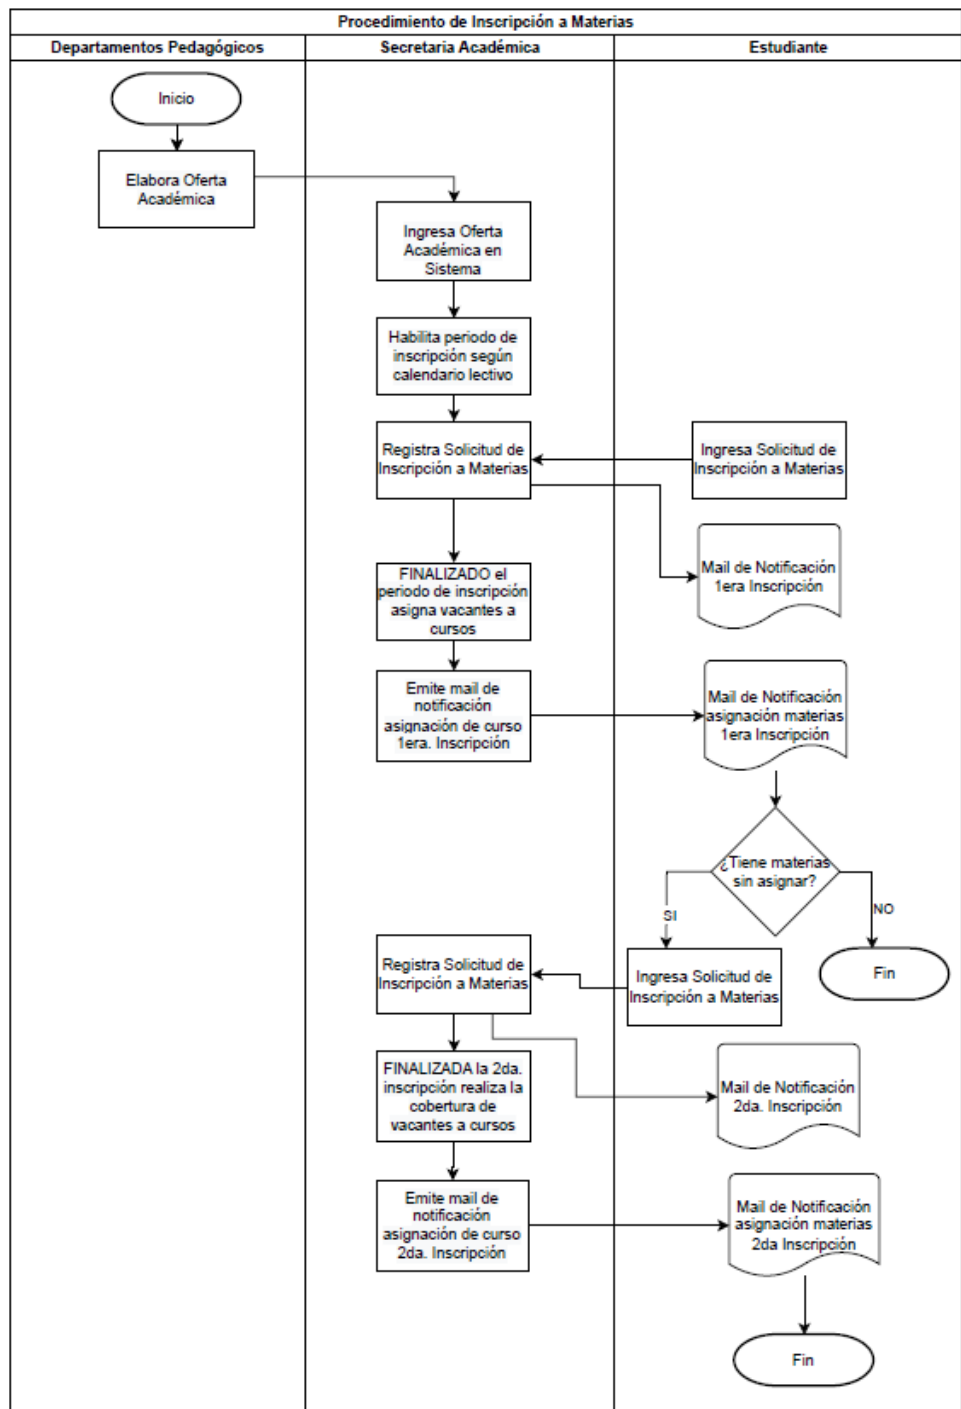 Procedimiento de Inscripción a Materias
Departamentos Pedagógicos
Secretaria Académica
Estudiante
Inicio
Elabora Oferta
Académica
Ingresa Oferta
Académica en
Sistema
Habilita periodo de
inscripción según
calendario lectivo
Registra Solicitud de
Inscripción a Materias
Ingresa Solicitud de
Inscripción a Materias
Mail de Notificación
1era Inscripción
FINALIZADO el
periodo de inscripción
asigna vacantes a
cursos
Emite mail de
notificación
asignación de curso
1era. Inscripción
Mail de Notificación
asignación materias
1era Inscripción
¿Tiene materias
sin asignar?
SI
NO
Registra Solicitud de
Inscripción a Materias
Ingresa Solicitud de
Inscripción a Materias
Fin
FINALIZADA la 2da.
inscripción realiza la
cobertura de
vacantes a cursos
Mail de Notificación
2da. Inscripción
Emite mail de
notificación
asignación de curso
2da. Inscripción
Mail de Notificación
asignación materias
2da Inscripción
Fin